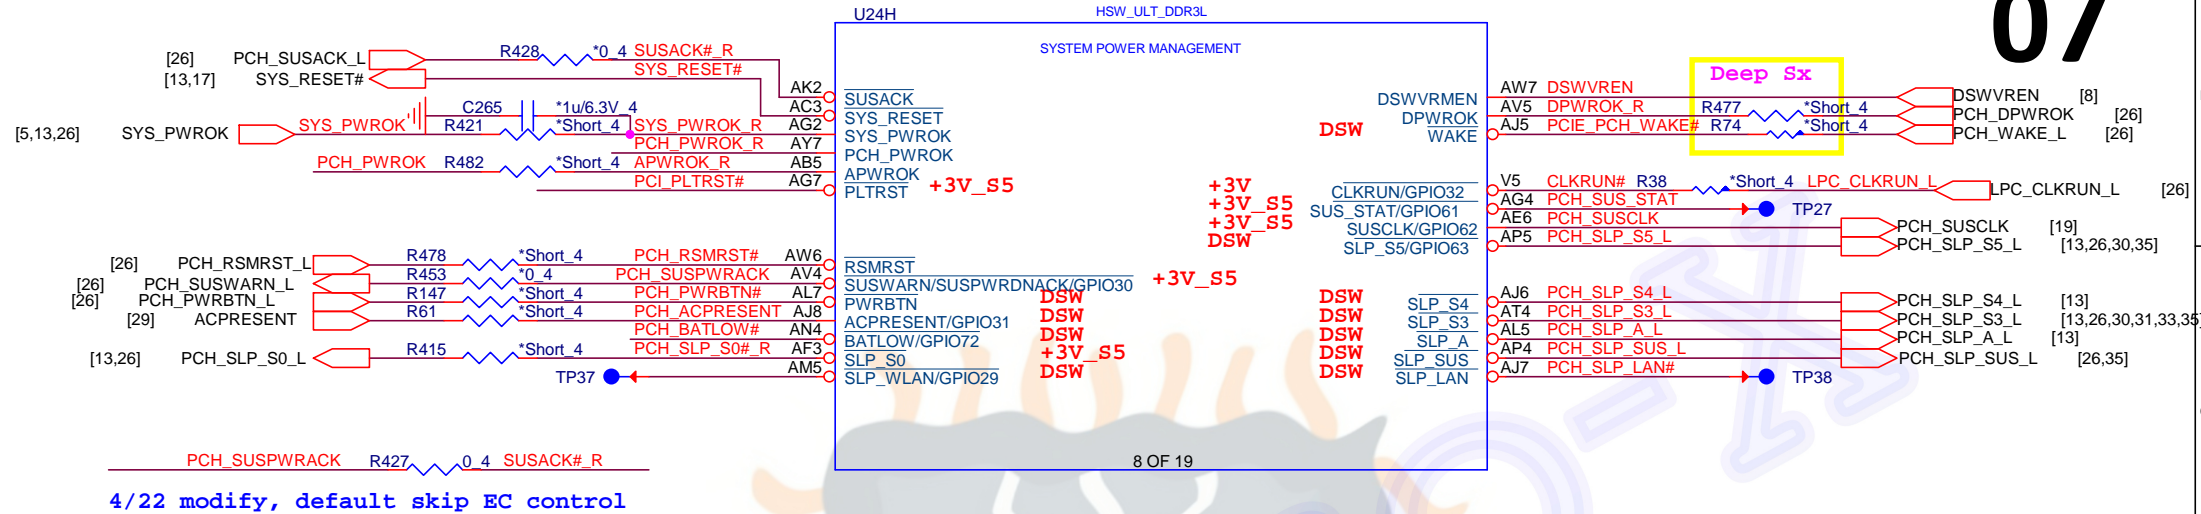 U24H
HSW_ULT_DDR3L
07
SYSTEM POWER MANAGEMENT
[26] PCH_SUSACK_L R428 *0_4 SUSACK#_R
[13,17] SYS_RESET# SYS_RESET#
AK2 SUSACK
AC3 SYS_RESET
C265 *1u/6.3V_4
[5,13,26] SYS_PWROK SYS_PWROK R421 *Short_4 SYS_PWROK_R AG2 SYS_PWROK
PCH_PWROK_R AY7 PCH_PWROK
PCH_PWROK R482 *Short_4 APWROK_R AB5 APWROK
PCI_PLTRST# AG7 PLTRST +3V_S5
Deep Sx
DSWVRMEN AW7 DSWVREN DSWVREN [8]
DPWROK AV5 DPWROK_R R477 *Short_4 PCH_DPWROK [26]
DSW WAKE AJ5 PCIE_PCH_WAKE# R74 *Short_4 PCH_WAKE_L [26]
+3V CLKRUN/GPIO32 V5 CLKRUN# R38 *Short_4 LPC_CLKRUN_L LPC_CLKRUN_L [26]
+3V_S5 SUS_STAT/GPIO61 AG4 PCH_SUS_STAT TP27
+3V_S5 SUSCLK/GPIO62 AE6 PCH_SUSCLK PCH_SUSCLK [19]
DSW SLP_S5/GPIO63 AP5 PCH_SLP_S5_L PCH_SLP_S5_L [13,26,30,35]
[26] PCH_RSMRST_L R478 *Short_4 PCH_RSMRST# AW6 RSMRST
[26] PCH_SUSWARN_L R453 *0_4 PCH_SUSPWRACK AV4 SUSWARN/SUSPWRDNACK/GPIO30 +3V_S5
[26] PCH_PWRBTN_L R147 *Short_4 PCH_PWRBTN# AL7 PWRBTN DSW
[29] ACPRESENT R61 *Short_4 PCH_ACPRESENT AJ8 ACPRESENT/GPIO31 DSW
PCH_BATLOW# AN4 BATLOW/GPIO72 DSW
[13,26] PCH_SLP_S0_L R415 *Short_4 PCH_SLP_S0#_R AF3 SLP_S0 +3V_S5
TP37 AM5 SLP_WLAN/GPIO29 DSW
DSW SLP_S4 AJ6 PCH_SLP_S4_L PCH_SLP_S4_L [13]
DSW SLP_S3 AT4 PCH_SLP_S3_L PCH_SLP_S3_L [13,26,30,31,33,35]
DSW SLP_A AL5 PCH_SLP_A_L PCH_SLP_A_L [13]
DSW SLP_SUS AP4 PCH_SLP_SUS_L PCH_SLP_SUS_L [26,35]
DSW SLP_LAN AJ7 PCH_SLP_LAN# TP38
PCH_SUSPWRACK R427 0_4 SUSACK#_R
8 OF 19
4/22 modify, default skip EC control